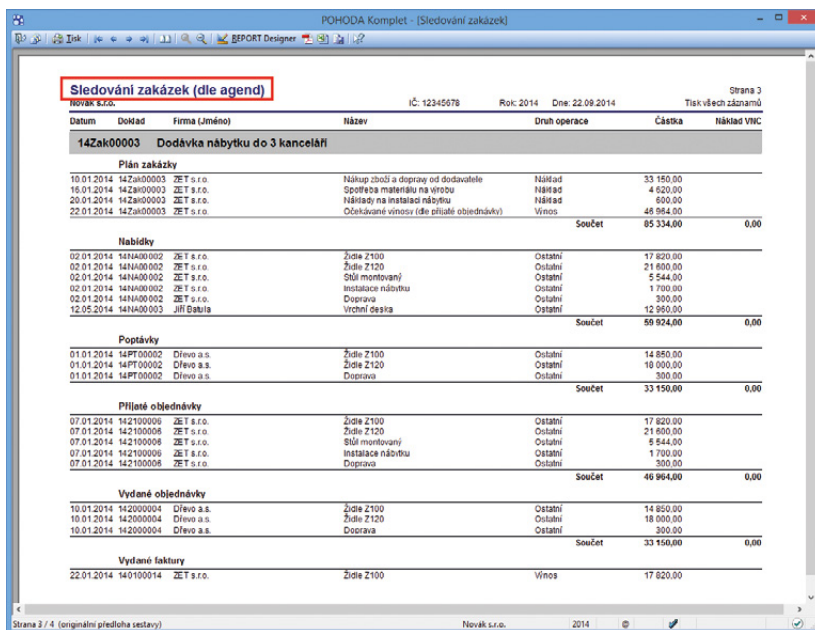 POHODA Komplet - [Sledování zakázek]
Tisk REPORT Designer
Sledování zakázek (dle agend) Strana 3
Novák s.r.o. IČ: 12345678 Rok: 2014 Dne: 22.09.2014 Tisk všech záznamů
Datum Doklad Firma (Jméno) Název Druh operace Částka Náklad VNC
14Zak00003 Dodávka nábytku do 3 kanceláří
Plán zakázky
10.01.2014 14Zak00003 ZET s.r.o. Nákup zboží a dopravy od dodavatele Náklad 33 150,00
16.01.2014 14Zak00003 ZET s.r.o. Spotřeba materiálu na výrobu Náklad 4 620,00
20.01.2014 14Zak00003 ZET s.r.o. Náklady na instalaci nábytku Náklad 600,00
22.01.2014 14Zak00003 ZET s.r.o. Očekávané výnosy (dle přijaté objednávky) Výnos 46 964,00
Součet 85 334,00 0,00
Nabídky
02.01.2014 14NA00002 ZET s.r.o. Židle Z100 Ostatní 17 820,00
02.01.2014 14NA00002 ZET s.r.o. Židle Z120 Ostatní 21 600,00
02.01.2014 14NA00002 ZET s.r.o. Stůl montovaný Ostatní 5 544,00
02.01.2014 14NA00002 ZET s.r.o. Instalace nábytku Ostatní 1 700,00
02.01.2014 14NA00002 ZET s.r.o. Doprava Ostatní 300,00
12.05.2014 14NA00003 Jiří Batula Vrchní deska Ostatní 12 960,00
Součet 59 924,00 0,00
Poptávky
01.01.2014 14PT00002 Dřevo a.s. Židle Z100 Ostatní 14 850,00
01.01.2014 14PT00002 Dřevo a.s. Židle Z120 Ostatní 18 000,00
01.01.2014 14PT00002 Dřevo a.s. Doprava Ostatní 300,00
Součet 33 150,00 0,00
Přijaté objednávky
07.01.2014 142100006 ZET s.r.o. Židle Z100 Ostatní 17 820,00
07.01.2014 142100006 ZET s.r.o. Židle Z120 Ostatní 21 600,00
07.01.2014 142100006 ZET s.r.o. Stůl montovaný Ostatní 5 544,00
07.01.2014 142100006 ZET s.r.o. Instalace nábytku Ostatní 1 700,00
07.01.2014 142100006 ZET s.r.o. Doprava Ostatní 300,00
Součet 46 964,00 0,00
Vydané objednávky
10.01.2014 142000004 Dřevo a.s. Židle Z100 Ostatní 14 850,00
10.01.2014 142000004 Dřevo a.s. Židle Z120 Ostatní 18 000,00
10.01.2014 142000004 Dřevo a.s. Doprava Ostatní 300,00
Součet 33 150,00 0,00
Vydané faktury
22.01.2014 140100014 ZET s.r.o. Židle Z100 Výnos 17 820,00
Strana 3 / 4 (originální předloha sestavy) Novák s.r.o. 2014 @